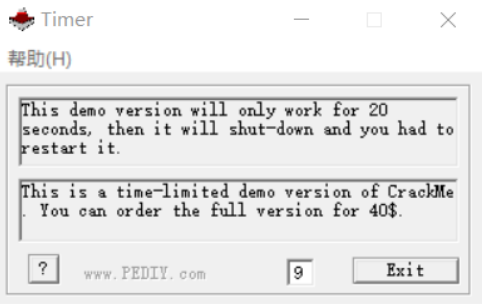 Timer
帮助(H)
This demo version will only work for 20
seconds, then it will shut-down and you had to
restart it.
This is a time-limited demo version of CrackMe
. You can order the full version for 40$.
?
www.PEDIY.com
9
Exit